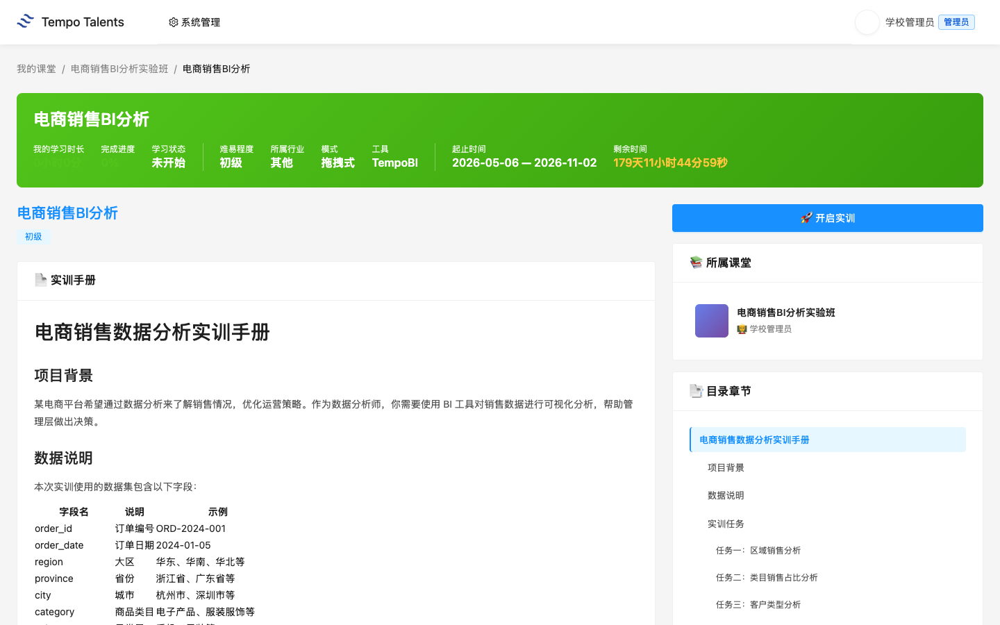 Tempo Talents
系统管理
学校管理员 管理员
我的课堂 / 电商销售BI分析实验班 / 电商销售BI分析
电商销售BI分析
我的学习时长 完成进度 学习状态 难易程度 所属行业 模式 工具 起止时间 剩余时间
0小时0分 0% 未开始 初级 其他 拖拽式 TempoBI 2026-05-06 — 2026-11-02 179天11小时44分59秒
电商销售BI分析
初级
开启实训
实训手册
电商销售数据分析实训手册
项目背景
某电商平台希望通过数据分析来了解销售情况，优化运营策略。作为数据分析师，你需要使用 BI 工具对销售数据进行可视化分析，帮助管
理层做出决策。
数据说明
本次实训使用的数据集包含以下字段：
字段名 说明 示例
order_id 订单编号 ORD-2024-001
order_date 订单日期 2024-01-05
region 大区 华东、华南、华北等
province 省份 浙江省、广东省等
city 城市 杭州市、深圳市等
category 商品类目 电子产品、服装服饰等
所属课堂
电商销售BI分析实验班
学校管理员
目录章节
电商销售数据分析实训手册
项目背景
数据说明
实训任务
任务一：区域销售分析
任务二：类目销售占比分析
任务三：客户类型分析